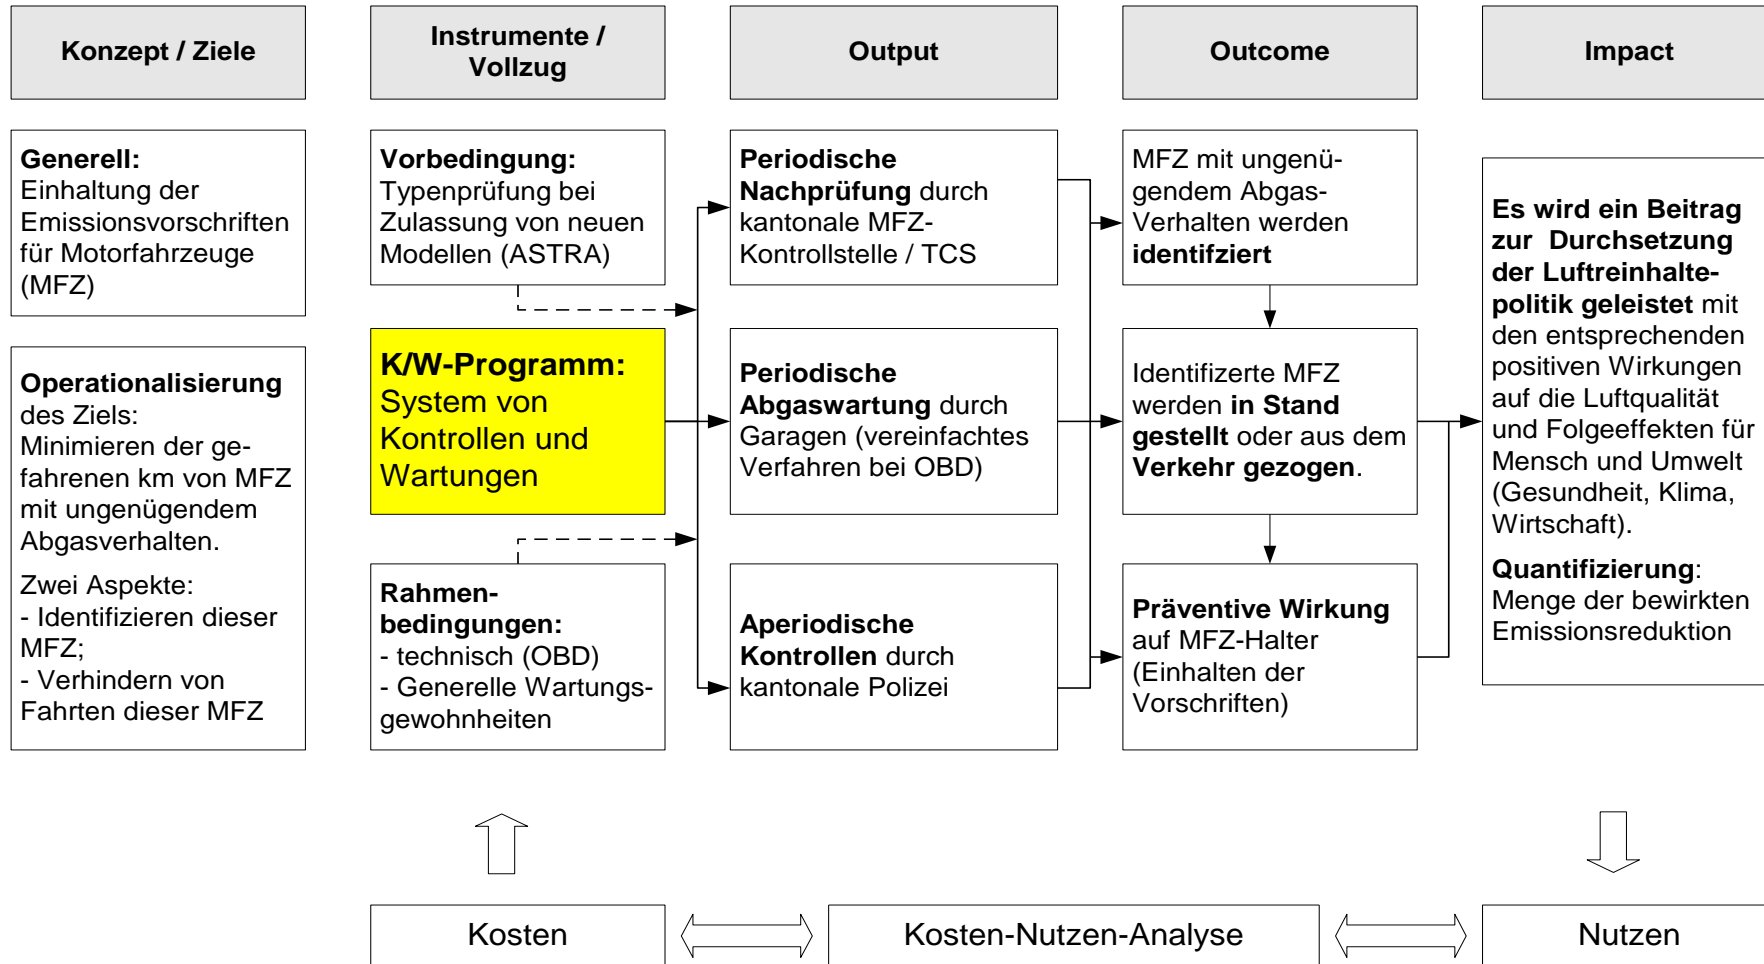 Konzept / Ziele
Instrumente /
Vollzug
Output
Outcome
Impact
Generell:
Einhaltung der
Emissionsvorschriften
für Motorfahrzeuge
(MFZ)
Operationalisierung
des Ziels:
Minimieren der ge-
fahrenen km von MFZ
mit ungenügendem
Abgasverhalten.
Zwei Aspekte:
- Identifizieren dieser
MFZ;
- Verhindern von
Fahrten dieser MFZ
Vorbedingung:
Typenprüfung bei
Zulassung von neuen
Modellen (ASTRA)
K/W-Programm:
System von
Kontrollen und
Wartungen
Rahmen-
bedingungen:
- technisch (OBD)
- Generelle Wartungs-
gewohnheiten
Periodische
Nachprüfung durch
kantonale MFZ-
Kontrollstelle / TCS
Periodische
Abgaswartung durch
Garagen (vereinfachtes
Verfahren bei OBD)
Aperiodische
Kontrollen durch
kantonale Polizei
MFZ mit ungenü-
gendem Abgas-
Verhalten werden
identifziert
Identifizerte MFZ
werden in Stand
gestellt oder aus dem
Verkehr gezogen.
Präventive Wirkung
auf MFZ-Halter
(Einhalten der
Vorschriften)
Es wird ein Beitrag
zur Durchsetzung
der Luftreinhalte-
politik geleistet mit
den entsprechenden
positiven Wirkungen
auf die Luftqualität
und Folgeeffekten für
Mensch und Umwelt
(Gesundheit, Klima,
Wirtschaft).
Quantifizierung:
Menge der bewirkten
Emissionsreduktion
Kosten
Kosten-Nutzen-Analyse
Nutzen